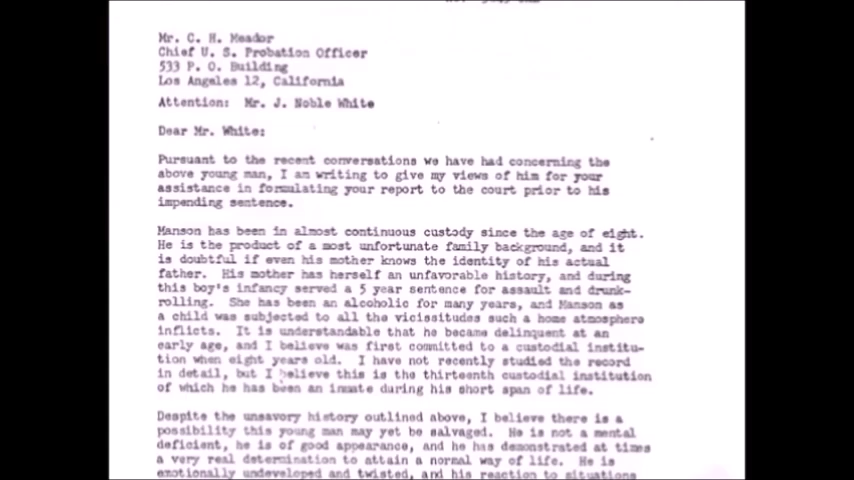 Mr. C. H. Meador
Chief U. S. Probation Officer
533 P. O. Building
Los Angeles 12, California
Attention: Mr. J. Noble White
Dear Mr. White:
Pursuant to the recent conversations we have had concerning the
above young man, I am writing to give my views of him for your
assistance in formulating your report to the court prior to his
impending sentence.
Manson has been in almost continuous custody since the age of eight.
He is the product of a most unfortunate family background, and it
is doubtful if even his mother knows the identity of his actual
father. His mother has herself an unfavorable history, and during
this boy's infancy served a 5 year sentence for assault and drunk-
rolling. She has been an alcoholic for many years, and Manson as
a child was subjected to all the vicissitudes such a home atmosphere
inflicts. It is understandable that he became delinquent at an
early age, and I believe was first committed to a custodial institu-
tion when eight years old. I have not recently studied the record
in detail, but I believe this is the thirteenth custodial institution
of which he has been an inmate during his short span of life.
Despite the unsavory history outlined above, I believe there is a
possibility this young man may yet be salvaged. He is not a mental
deficient, he is of good appearance, and he has demonstrated at times
a very real determination to attain a normal way of life. He is
emotionally undeveloped and twisted, and his reaction to situations